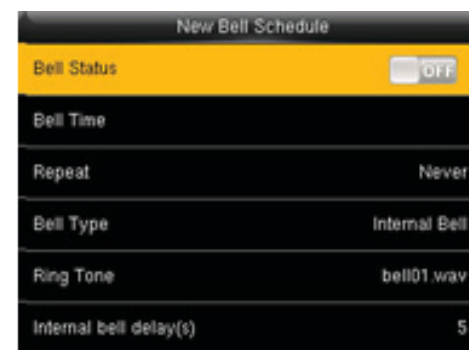 New Bell Schedule
Bell Status OFF
Bell Time
Repeat Never
Bell Type Internal Bell
Ring Tone bell01.wav
Internal bell delay(s) 5